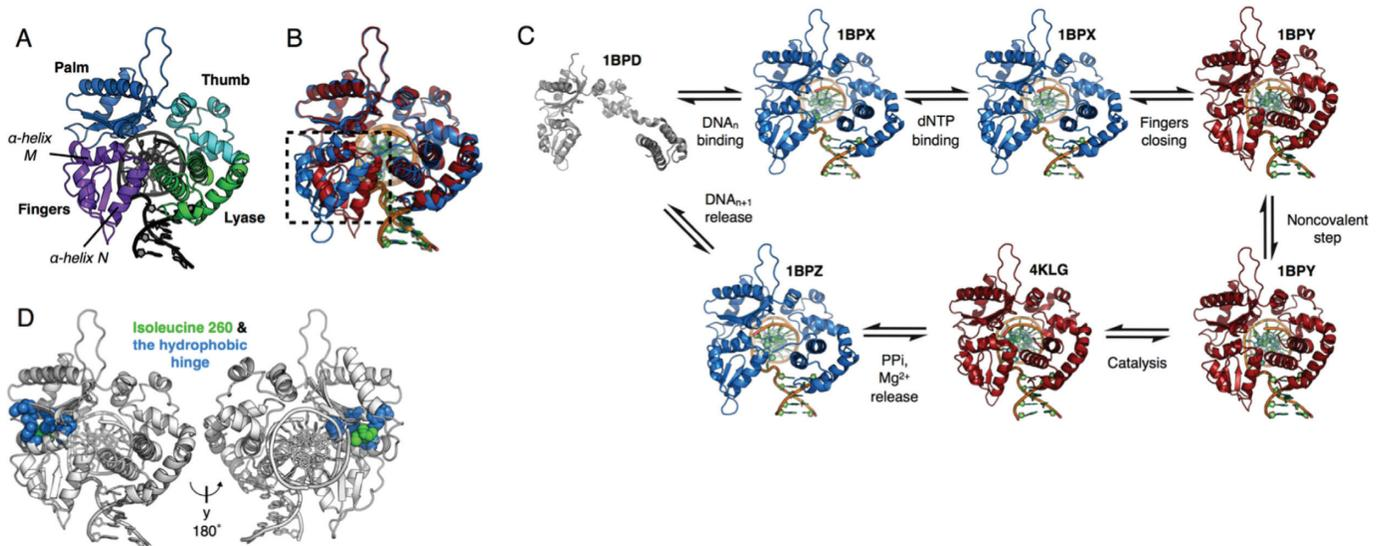 A
Palm
Thumb
α-helix
M
Fingers
Lyase
α-helix N
B
C
1BPD
1BPX
1BPX
1BPY
DNAn
binding
dNTP
binding
Fingers
closing
DNAn+1
release
Noncovalent
step
1BPZ
4KLG
1BPY
PPi,
Mg2+
release
Catalysis
D
Isoleucine 260 &
the hydrophobic
hinge
y
180°